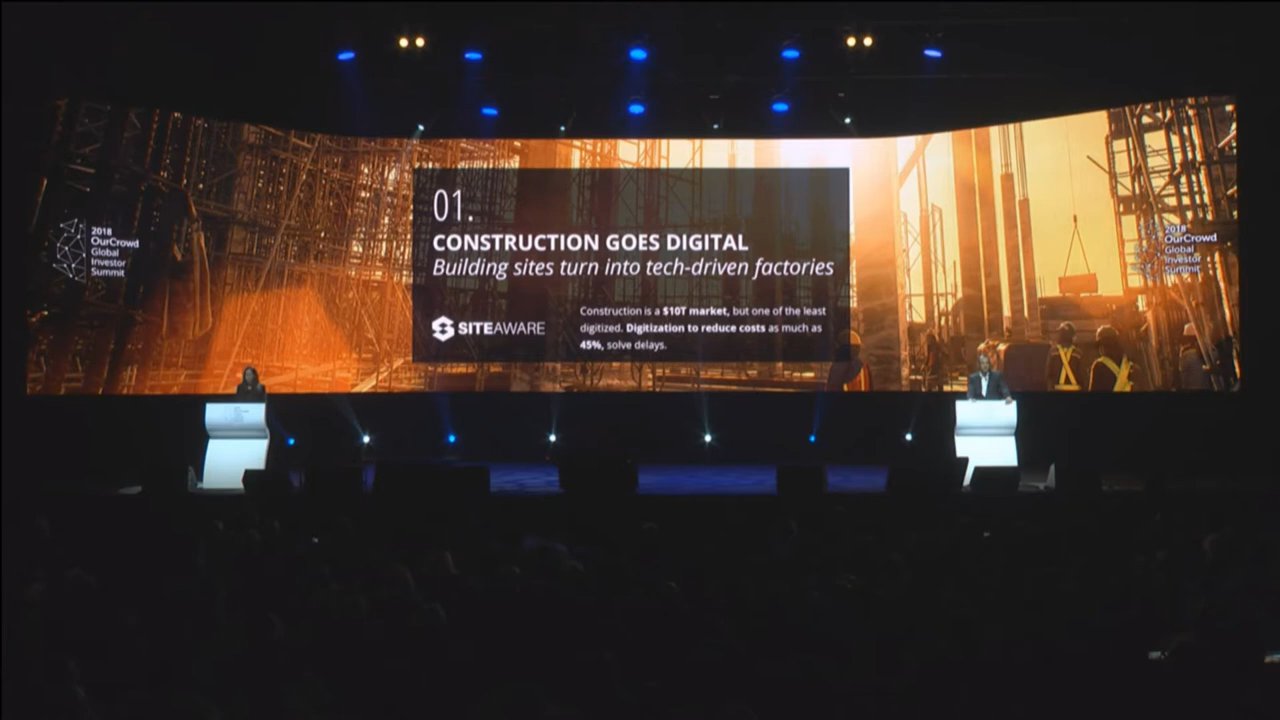 2018
OurCrowd
Global
Investor
Summit
01.
CONSTRUCTION GOES DIGITAL
Building sites turn into tech-driven factories
SITEAWARE
Construction is a $10T market, but one of the least
digitized. Digitization to reduce costs as much as
45%, solve delays.
2018
OurCrowd
Global
Investor
Summit